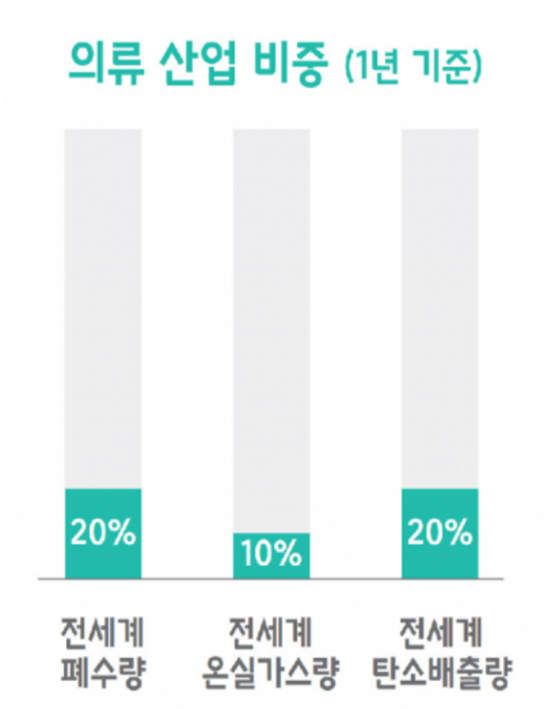 의류 산업 비중 (1년 기준)
20%
10%
20%
전세계
폐수량
전세계
온실가스량
전세계
탄소배출량